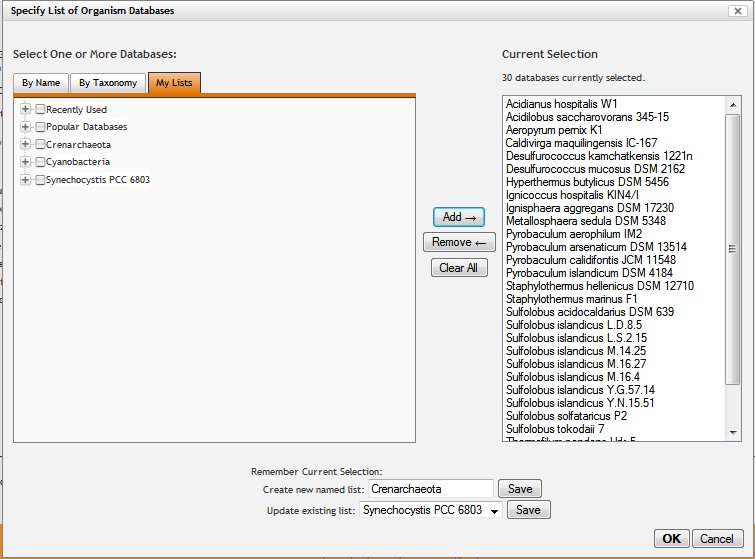 Specify List of Organism Databases
Select One or More Databases:
By Name
By Taxonomy
My Lists
Recently Used
Popular Databases
Crenarchaeota
Cyanobacteria
Synechocystis PCC 6803
Add →
Remove ←
Clear All
Current Selection
30 databases currently selected.
Acidianus hospitalis W1
Acidilobus saccharovorans 345-15
Aeropyrum pernix K1
Caldivirga maquilingensis IC-167
Desulfurococcus kamchatkensis 1221n
Desulfurococcus mucosus DSM 2162
Hyperthermus butylicus DSM 5456
Ignicoccus hospitalis KIN4/I
Ignisphaera aggregans DSM 17230
Metallosphaera sedula DSM 5348
Pyrobaculum aerophilum IM2
Pyrobaculum arsenaticum DSM 13514
Pyrobaculum calidifontis JCM 11548
Pyrobaculum islandicum DSM 4184
Staphylothermus hellenicus DSM 12710
Staphylothermus marinus F1
Sulfolobus acidocaldarius DSM 639
Sulfolobus islandicus L.D.8.5
Sulfolobus islandicus L.S.2.15
Sulfolobus islandicus M.14.25
Sulfolobus islandicus M.16.27
Sulfolobus islandicus M.16.4
Sulfolobus islandicus Y.G.57.14
Sulfolobus islandicus Y.N.15.51
Sulfolobus solfataricus P2
Sulfolobus tokodaii 7
Remember Current Selection:
Create new named list: Crenarchaeota Save
Update existing list: Synechocystis PCC 6803 Save
OK Cancel